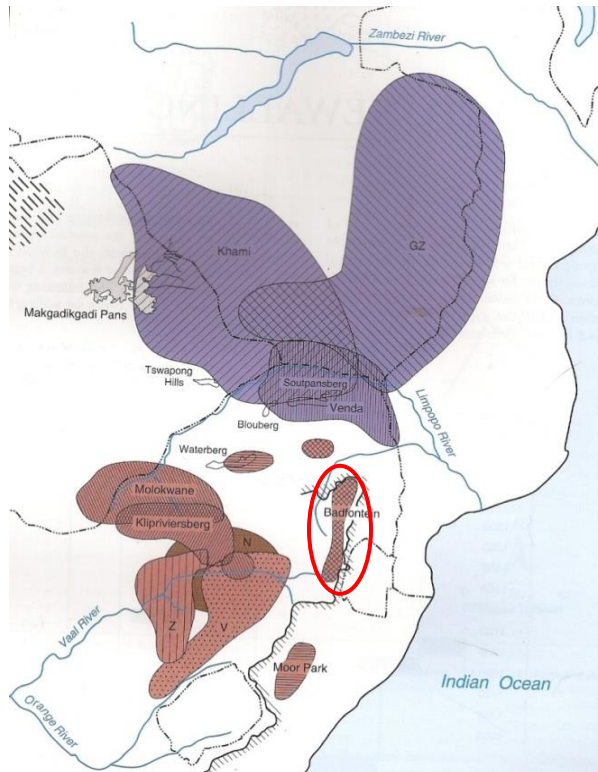 Zambezi River
Khami
GZ
Makgadikgadi Pans
Tswapong
Hills
Soutpansberg
Venda
Blouberg
Limpopo River
Waterberg
Molokwane
Badfontein
Klipriviersberg
N
Z
V
Vaal River
Moor Park
Orange River
Indian Ocean